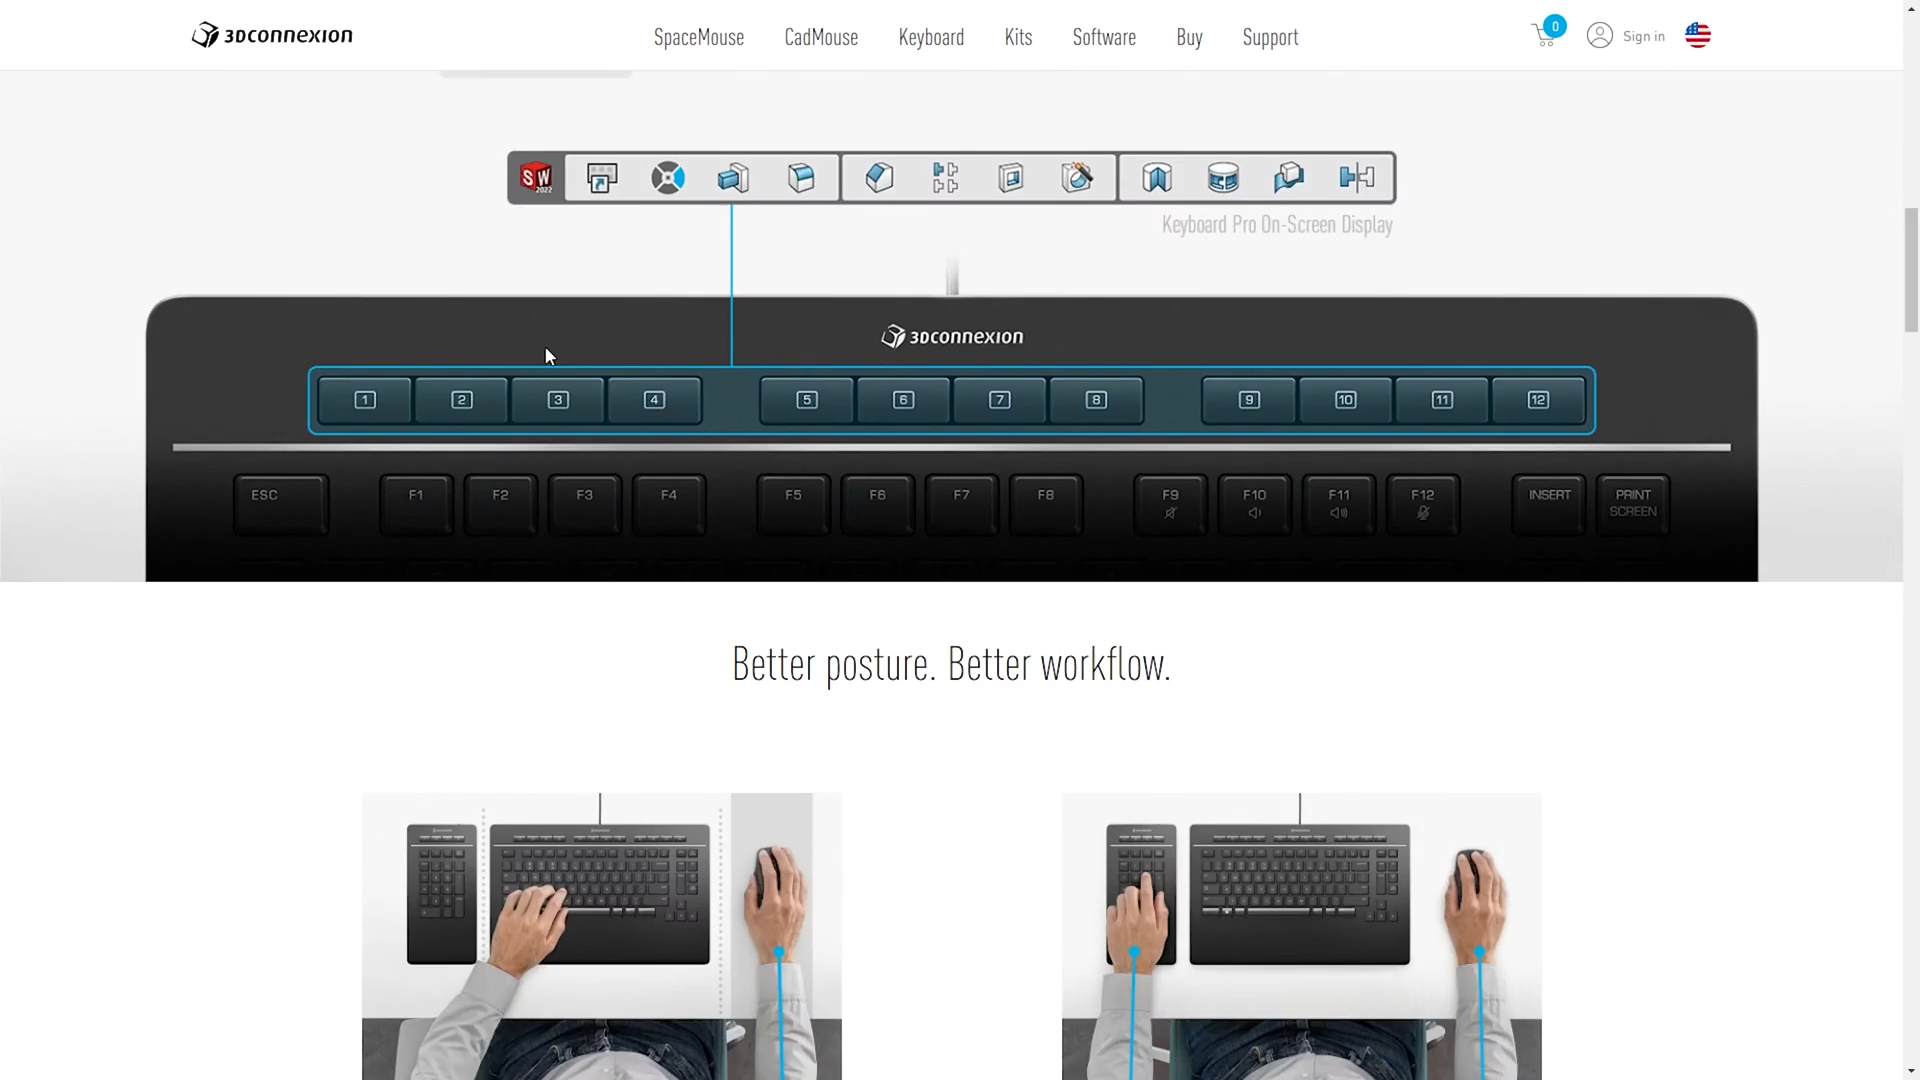 3Dconnexion
SpaceMouse CadMouse Keyboard Kits Software Buy Support
0
Sign in
SW
2022
Keyboard Pro On-Screen Display
3Dconnexion
1 2 3 4 5 6 7 8 9 10 11 12
ESC F1 F2 F3 F4 F5 F6 F7 F8 F9 F10 F11 F12 INSERT PRINT
SCREEN
Better posture. Better workflow.